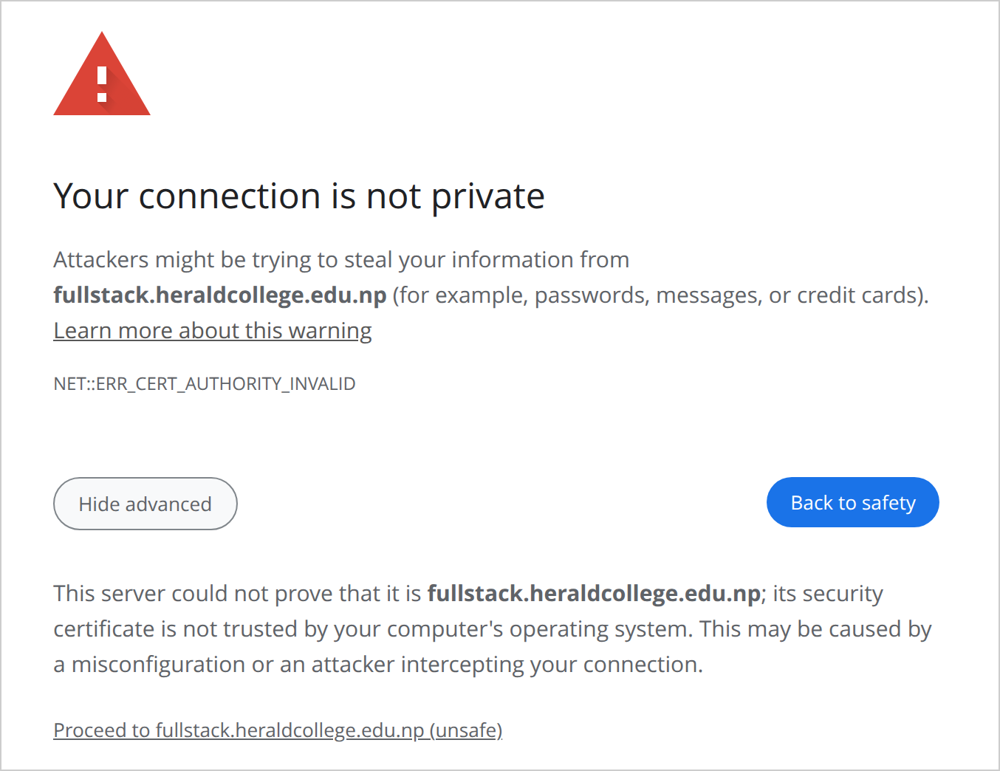 Your connection is not private
Attackers might be trying to steal your information from
fullstack.heraldcollege.edu.np (for example, passwords, messages, or credit cards).
Learn more about this warning
NET::ERR_CERT_AUTHORITY_INVALID
Hide advanced
Back to safety
This server could not prove that it is fullstack.heraldcollege.edu.np; its security
certificate is not trusted by your computer's operating system. This may be caused by
a misconfiguration or an attacker intercepting your connection.
Proceed to fullstack.heraldcollege.edu.np (unsafe)